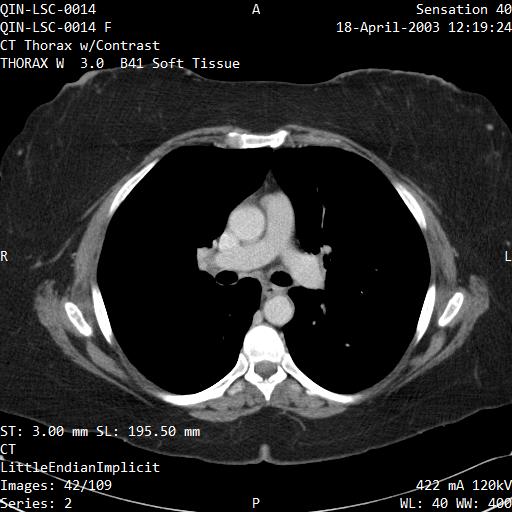 QIN-LSC-0014 A Sensation 40
QIN-LSC-0014 F 18-April-2003 12:19:24
CT Thorax w/Contrast
THORAX W 3.0 B41 Soft Tissue
R L
ST: 3.00 mm SL: 195.50 mm
CT
LittleEndianImplicit
Images: 42/109 422 mA 120kV
Series: 2 P WL: 40 WW: 400